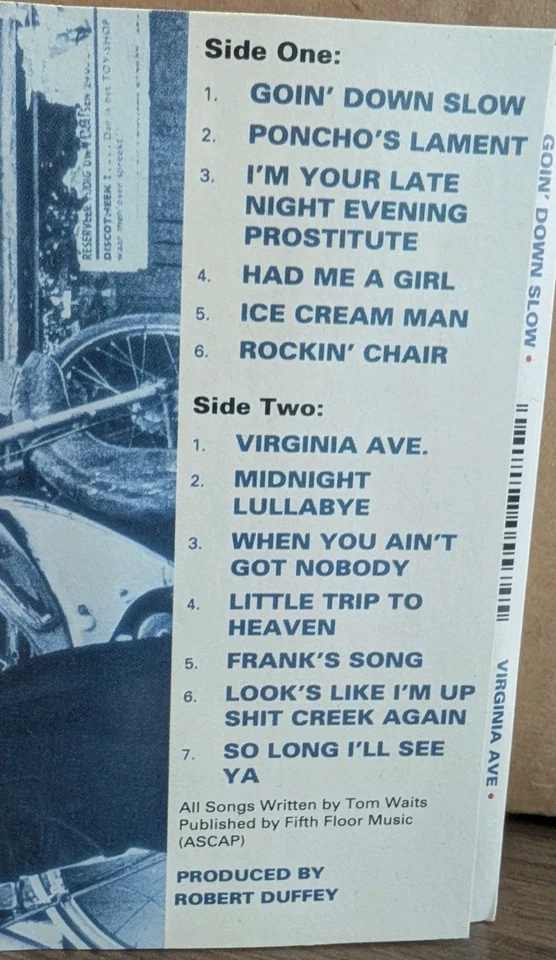 Side One:
1. GOIN' DOWN SLOW
2. PONCHO'S LAMENT
3. I'M YOUR LATE
NIGHT EVENING
PROSTITUTE
4. HAD ME A GIRL
5. ICE CREAM MAN
6. ROCKIN' CHAIR
Side Two:
1. VIRGINIA AVE.
2. MIDNIGHT
LULLABYE
3. WHEN YOU AIN'T
GOT NOBODY
4. LITTLE TRIP TO
HEAVEN
5. FRANK'S SONG
6. LOOK'S LIKE I'M UP
SHIT CREEK AGAIN
7. SO LONG I'LL SEE
YA
All Songs Written by Tom Waits
Published by Fifth Floor Music
(ASCAP)
PRODUCED BY
ROBERT DUFFEY
GOIN' DOWN SLOW •
VIRGINIA AVE •
DISCOTHEEK
TOY SHOP